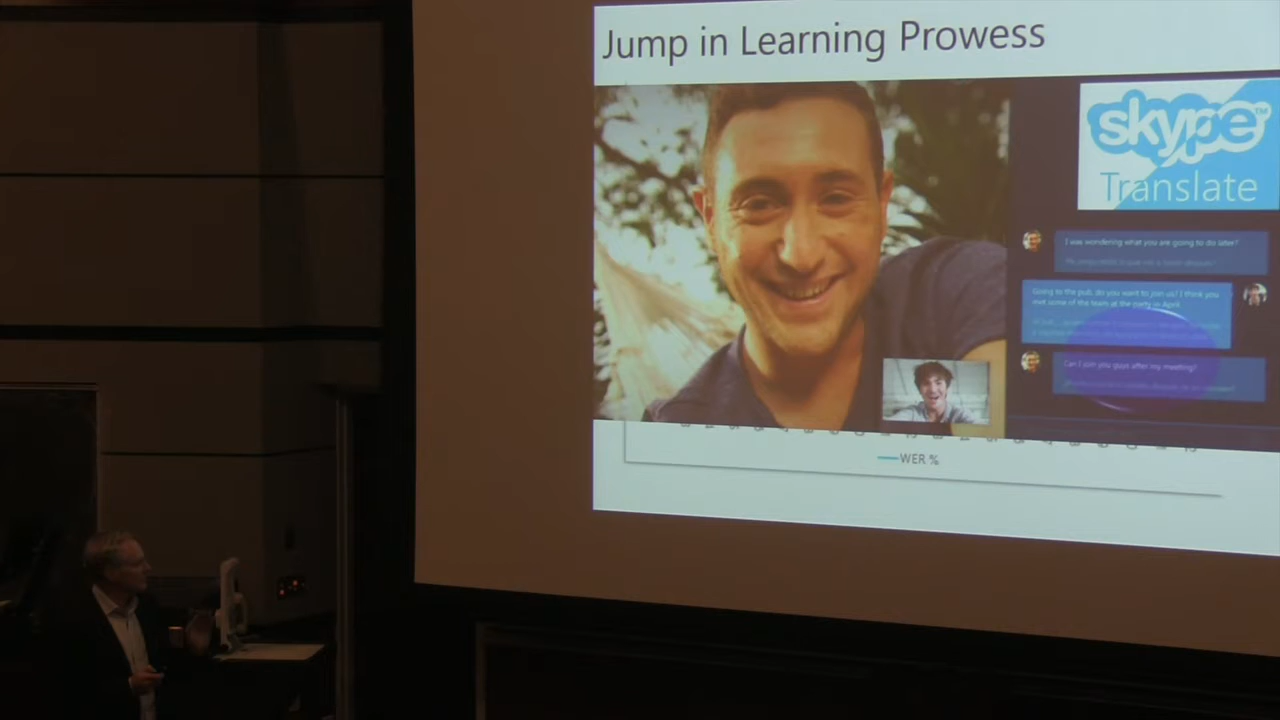 Jump in Learning Prowess
skype™
Translate
I was wondering what you are going to do later?
Going to the pub, do you want to join us? I think you
met some of the team at the party in April.
Can I join you guys after my meeting?
WER %